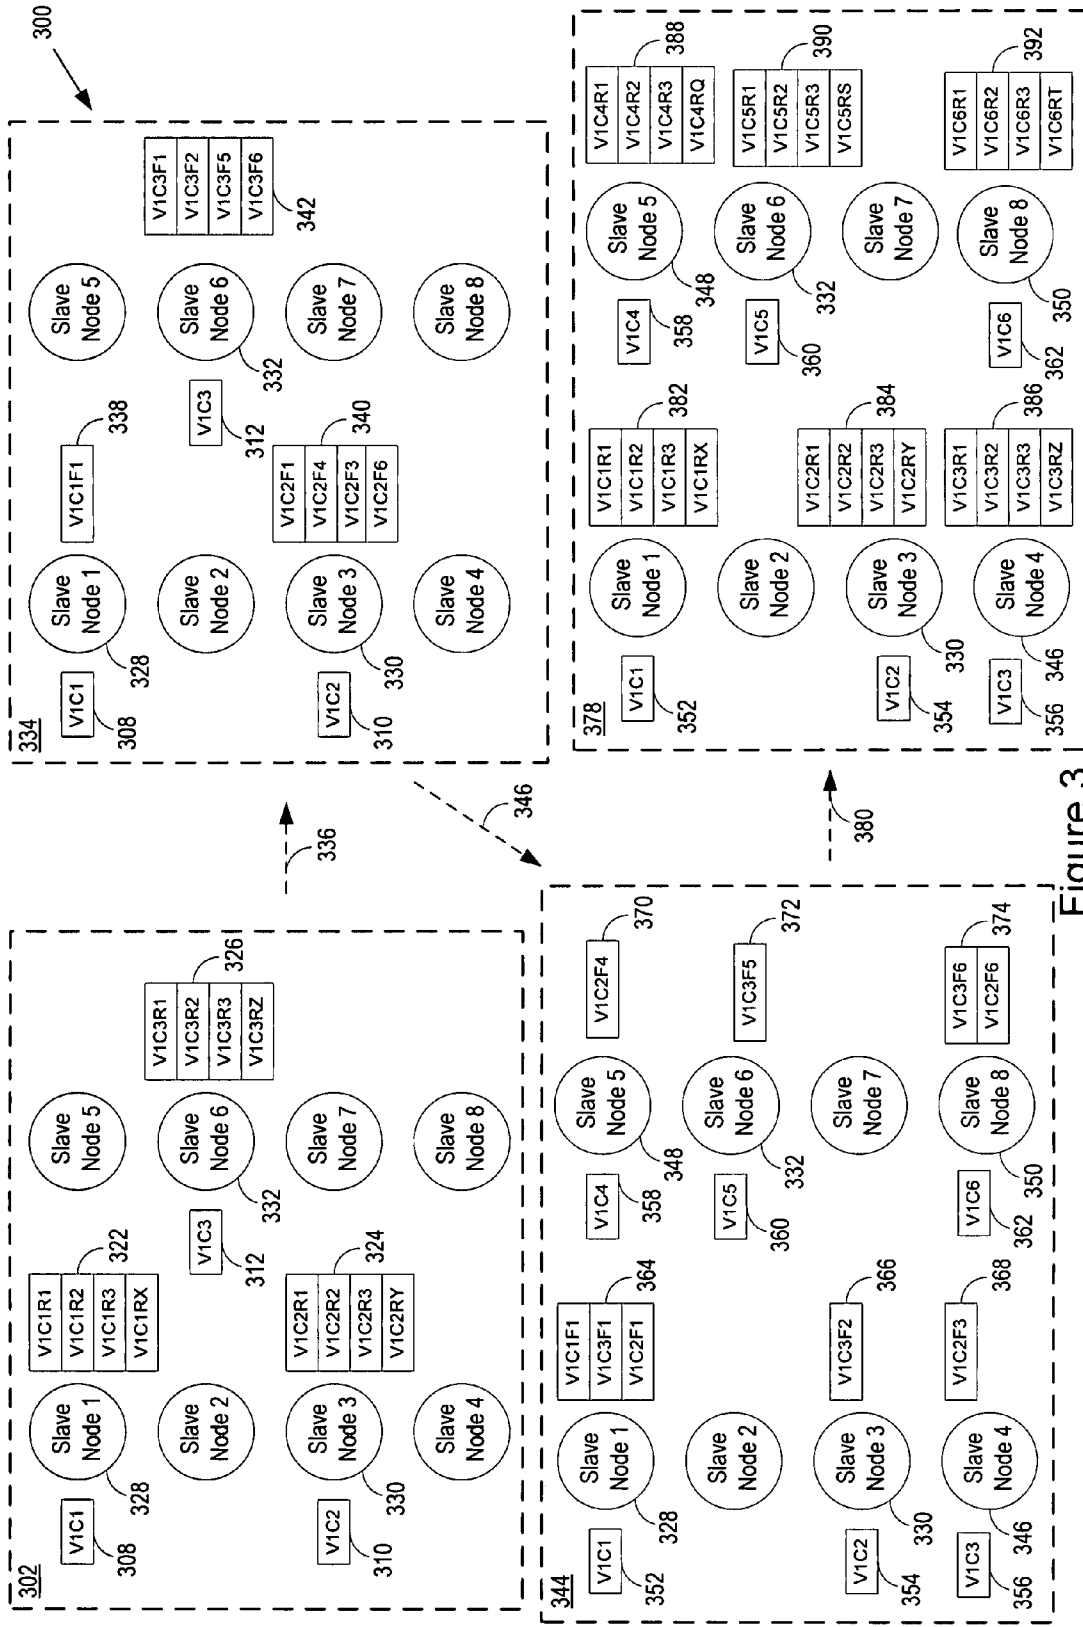 300
302
V1C1
308
Slave
Node 1
328
V1C1R1
V1C1R2
V1C1R3
V1C1RX
322
Slave
Node 2
V1C2
310
Slave
Node 3
330
V1C2R1
V1C2R2
V1C2R3
V1C2RY
324
Slave
Node 4
Slave
Node 5
V1C3
312
Slave
Node 6
332
V1C3R1
V1C3R2
V1C3R3
V1C3RZ
326
Slave
Node 7
Slave
Node 8
336
334
V1C1
308
Slave
Node 1
328
V1C1F1
338
Slave
Node 2
V1C2
310
Slave
Node 3
330
V1C2F1
V1C2F4
V1C2F3
V1C2F6
340
Slave
Node 4
Slave
Node 5
V1C3
312
Slave
Node 6
332
V1C3F1
V1C3F2
V1C3F5
V1C3F6
342
Slave
Node 7
Slave
Node 8
346
344
V1C1
352
Slave
Node 1
328
V1C1F1
V1C3F1
V1C2F1
364
Slave
Node 2
V1C2
354
Slave
Node 3
330
V1C3F2
366
V1C3
356
Slave
Node 4
346
V1C2F3
368
V1C4
358
Slave
Node 5
348
V1C2F4
370
V1C5
360
Slave
Node 6
332
V1C3F5
372
Slave
Node 7
V1C6
362
Slave
Node 8
350
V1C3F6
V1C2F6
374
380
378
V1C1
352
Slave
Node 1
V1C1R1
V1C1R2
V1C1R3
V1C1RX
382
Slave
Node 2
V1C2
354
Slave
Node 3
330
V1C2R1
V1C2R2
V1C2R3
V1C2RY
384
V1C3
356
Slave
Node 4
346
V1C3R1
V1C3R2
V1C3R3
V1C3RZ
386
V1C4
358
Slave
Node 5
348
V1C4R1
V1C4R2
V1C4R3
V1C4RQ
388
V1C5
360
Slave
Node 6
332
V1C5R1
V1C5R2
V1C5R3
V1C5RS
390
Slave
Node 7
V1C6
362
Slave
Node 8
350
V1C6R1
V1C6R2
V1C6R3
V1C6RT
392
Figure 3